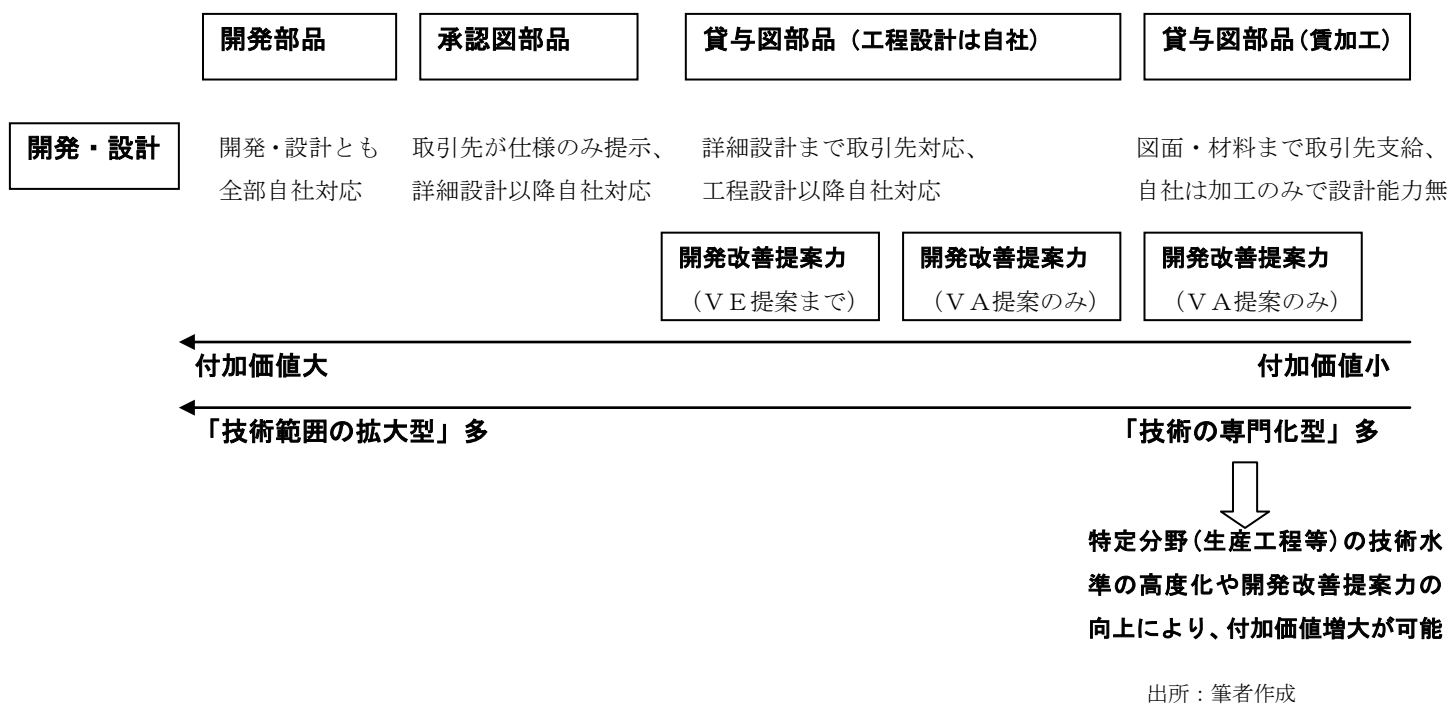 開発部品
承認図部品
貸与図部品（工程設計は自社）
貸与図部品(賃加工)
開発・設計
開発・設計とも
全部自社対応
取引先が仕様のみ提示、
詳細設計以降自社対応
詳細設計まで取引先対応、
工程設計以降自社対応
図面・材料まで取引先支給、
自社は加工のみで設計能力無
開発改善提案力
（ＶＥ提案まで）
開発改善提案力
（ＶＡ提案のみ）
開発改善提案力
（ＶＡ提案のみ）
付加価値大
付加価値小
「技術範囲の拡大型」多
「技術の専門化型」多
特定分野(生産工程等)の技術水
準の高度化や開発改善提案力の
向上により、付加価値増大が可能
出所：筆者作成